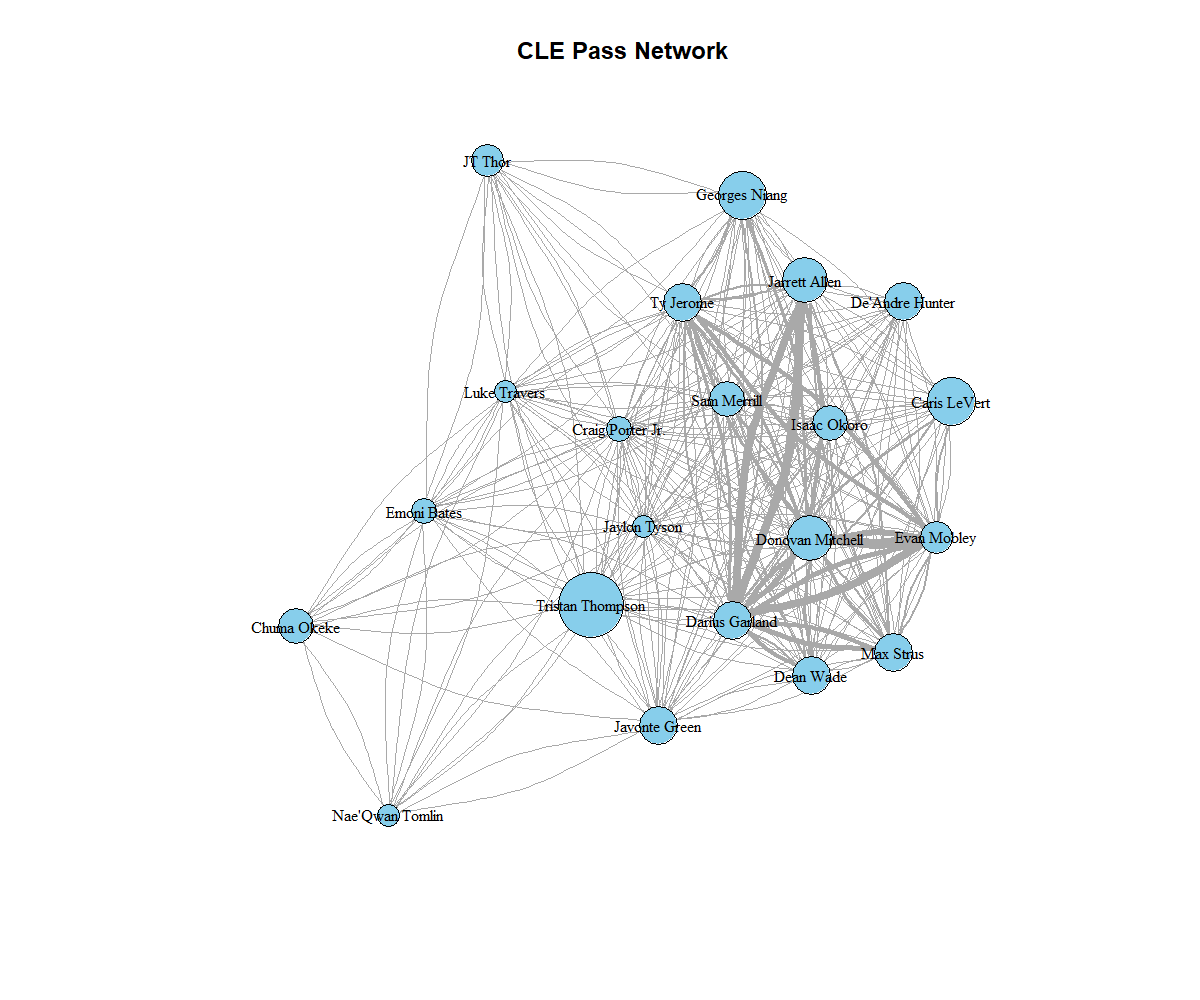 CLE Pass Network
JT Thor
Georges Niang
Jarrett Allen
Ty Jerome
De'Andre Hunter
Luke Travers
Sam Merrill
Caris LeVert
Craig Porter Jr.
Isaac Okoro
Emoni Bates
Jaylon Tyson
Donovan Mitchell
Evan Mobley
Tristan Thompson
Darius Garland
Chuma Okeke
Max Strus
Dean Wade
Javonte Green
Nae'Qwan Tomlin